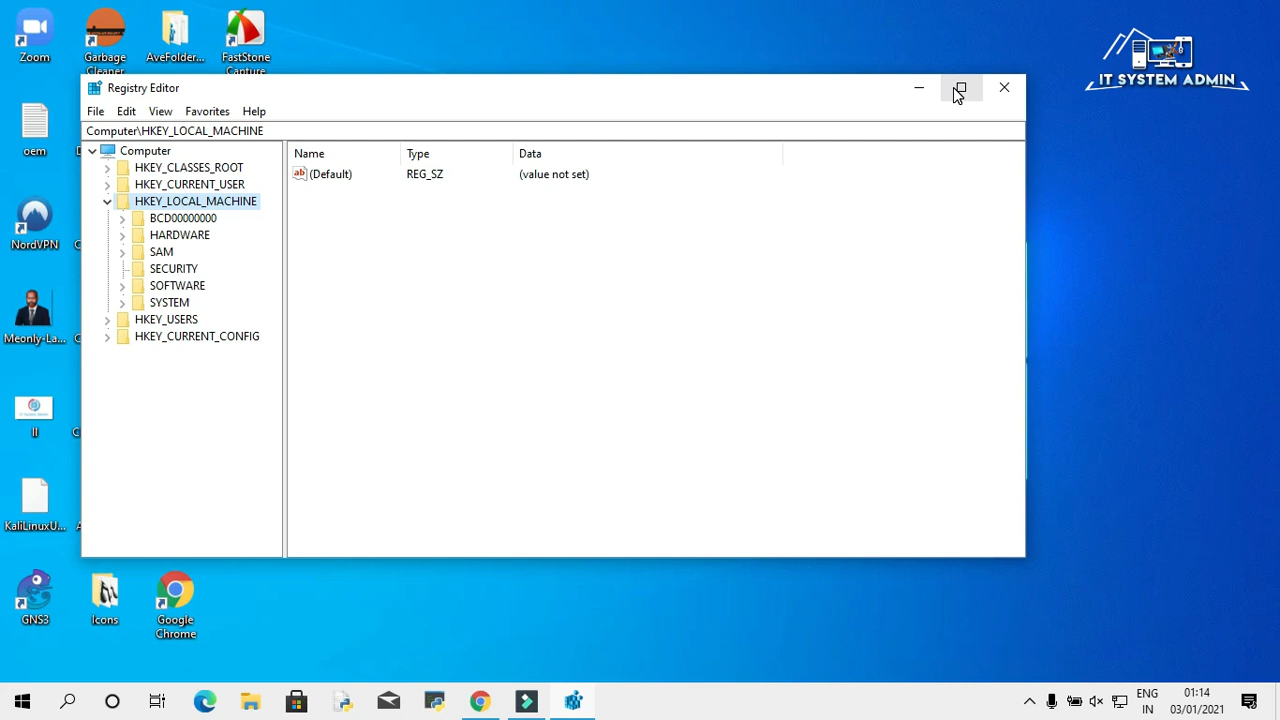 Zoom
Garbage Cleaner
AveFolder...
FastStone Capture
IT SYSTEM ADMIN
Registry Editor
File Edit View Favorites Help
Computer\HKEY_LOCAL_MACHINE
Computer
HKEY_CLASSES_ROOT
HKEY_CURRENT_USER
HKEY_LOCAL_MACHINE
BCD00000000
HARDWARE
SAM
SECURITY
SOFTWARE
SYSTEM
HKEY_USERS
HKEY_CURRENT_CONFIG
Name Type Data
ab (Default) REG_SZ (value not set)
oem
NordVPN
Meonly-La...
II
KaliLinuxU...
GNS3
Icons
Google
Chrome
ENG 01:14
IN 03/01/2021